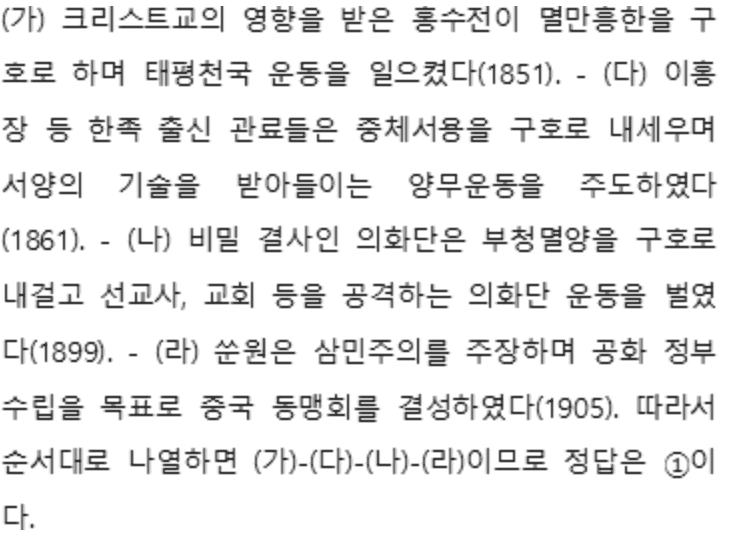 (가) 크리스트교의 영향을 받은 홍수전이 멸만흥한을 구
호로 하며 태평천국 운동을 일으켰다(1851). - (다) 이홍
장 등 한족 출신 관료들은 중체서용을 구호로 내세우며
서양의 기술을 받아들이는 양무운동을 주도하였다
(1861). - (나) 비밀 결사인 의화단은 부청멸양을 구호로
내걸고 선교사, 교회 등을 공격하는 의화단 운동을 벌였
다(1899). - (라) 쑨원은 삼민주의를 주장하며 공화 정부
수립을 목표로 중국 동맹회를 결성하였다(1905). 따라서
순서대로 나열하면 (가)-(다)-(나)-(라)이므로 정답은 ①이
다.